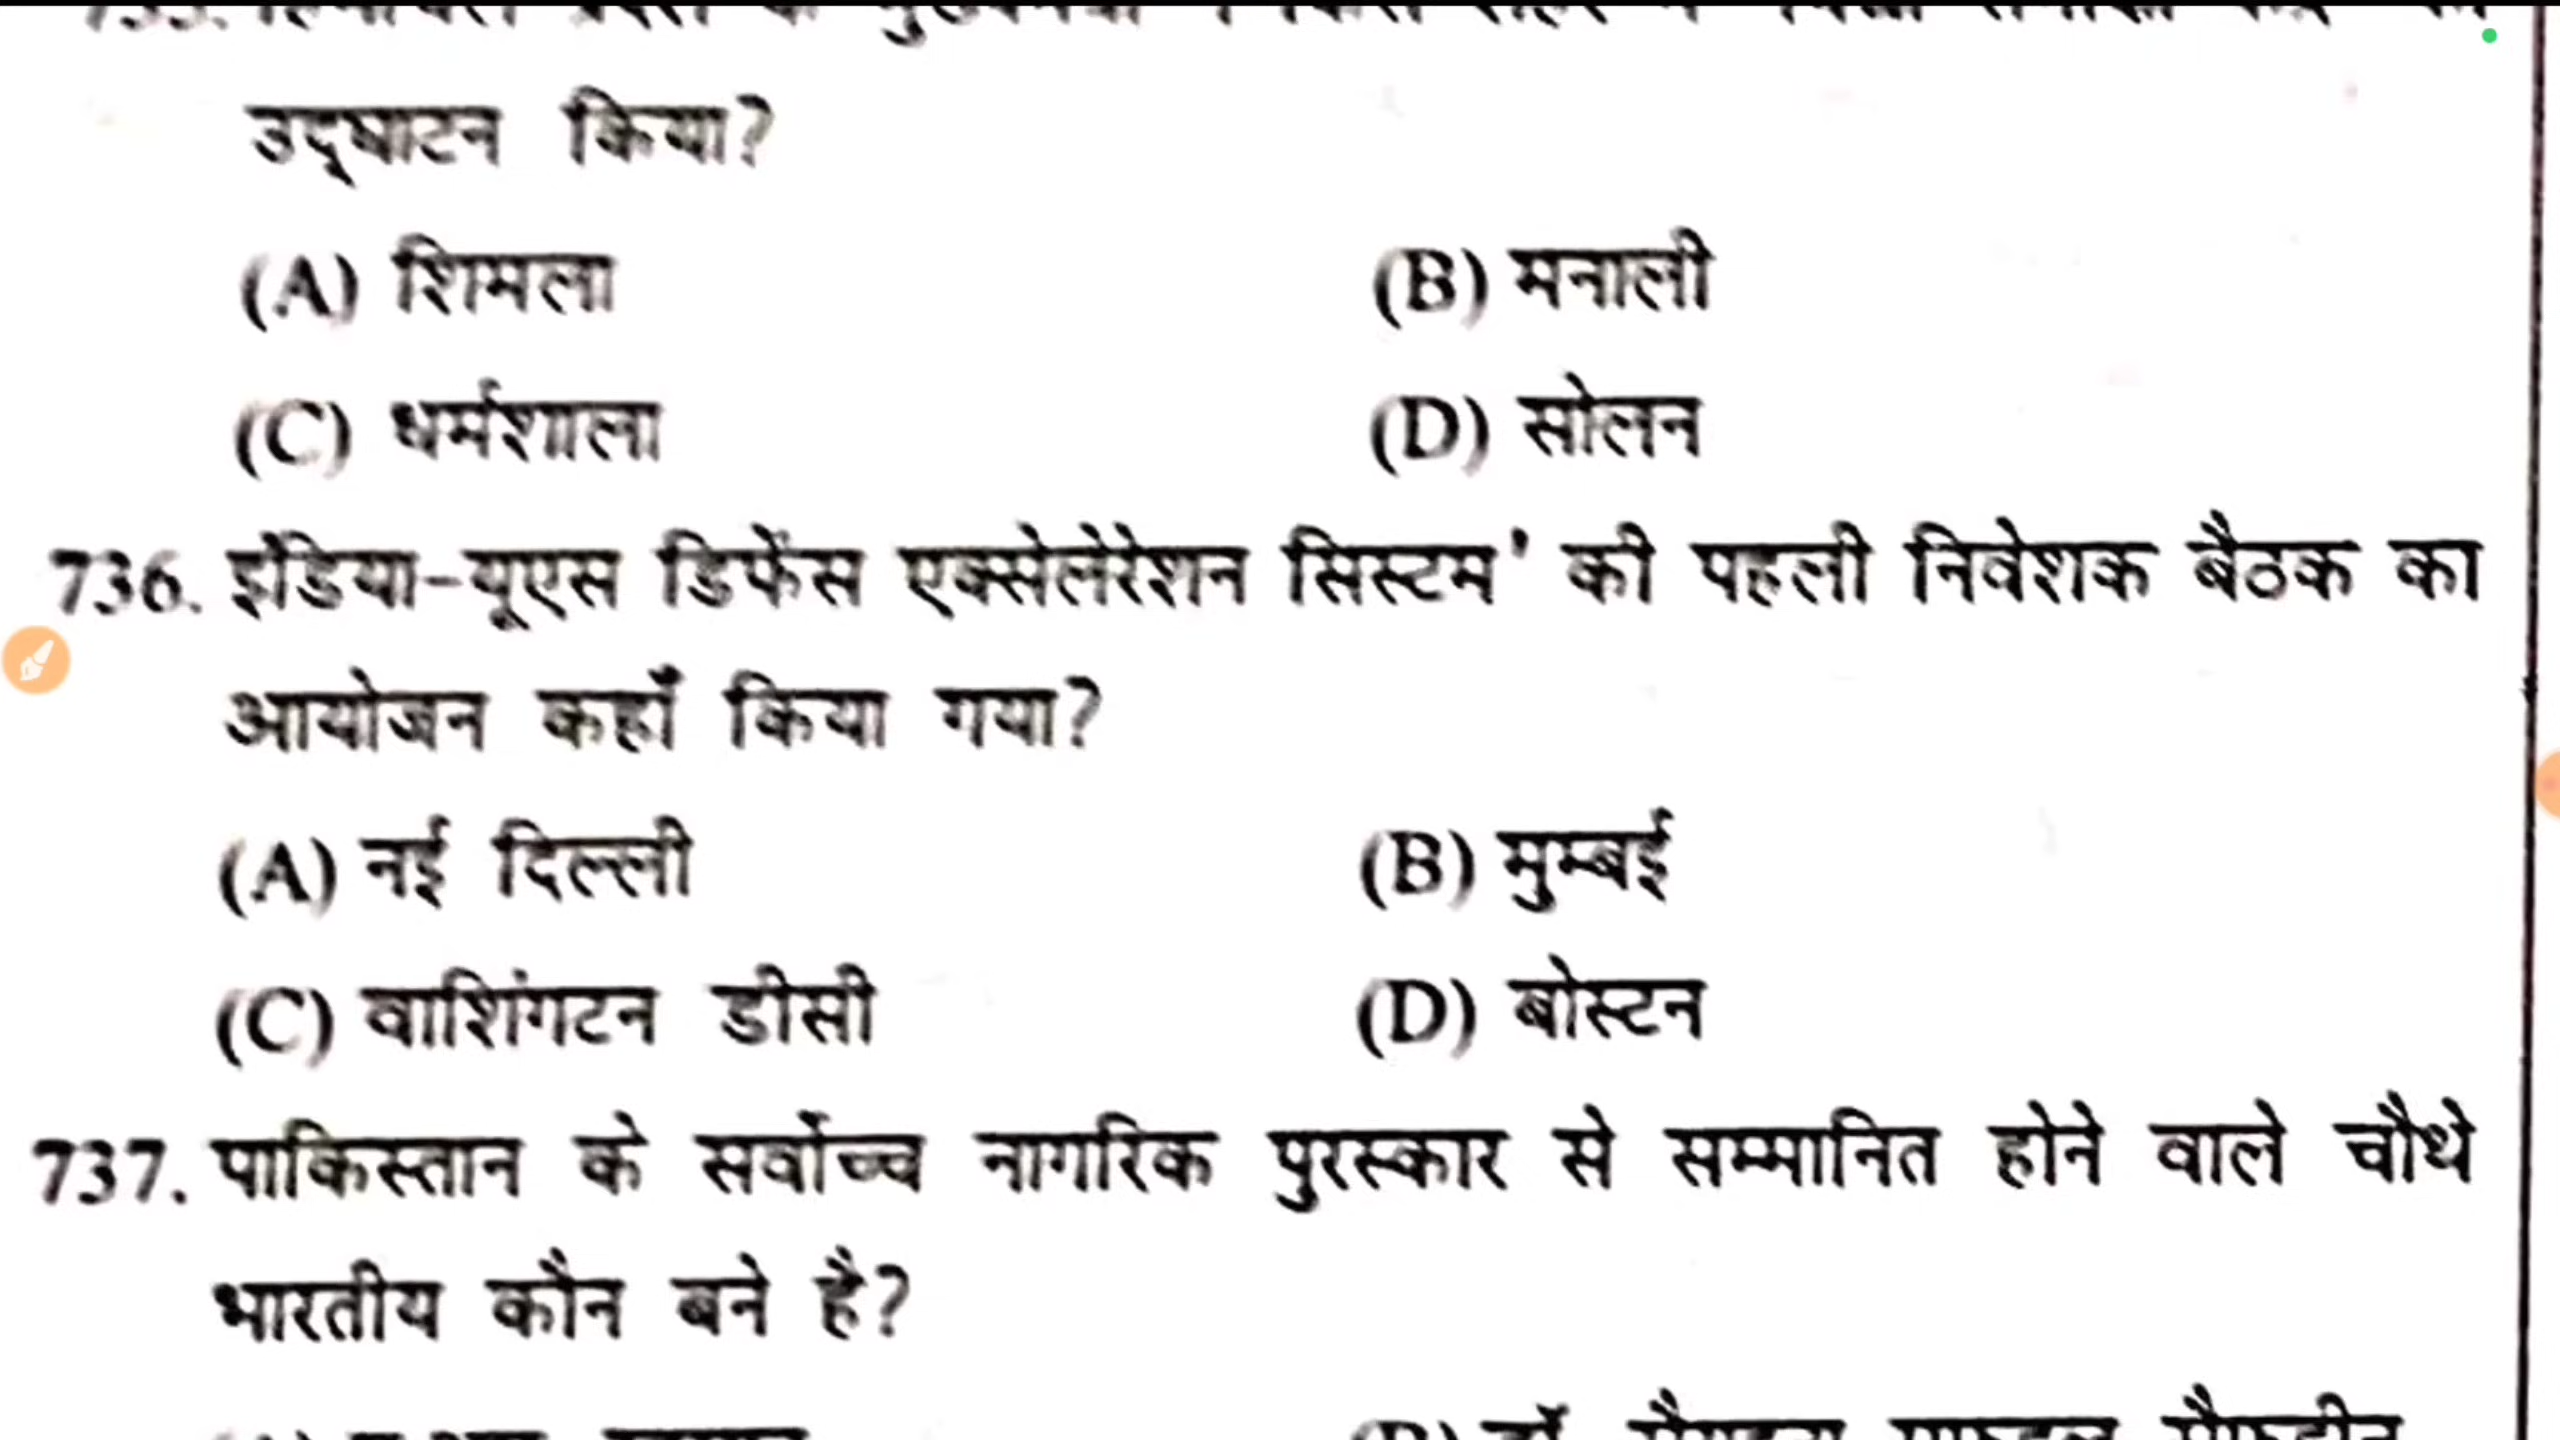 उद्घाटन किया?
(A) शिमला (B) मनाली
(C) धर्मशाला (D) सोलन
736. इंडिया-यूएस डिफेंस एक्सेलेरेशन सिस्टम' की पहली निवेशक बैठक का
आयोजन कहाँ किया गया?
(A) नई दिल्ली (B) मुम्बई
(C) वाशिंगटन डीसी (D) बोस्टन
737. पाकिस्तान के सर्वोच्च नागरिक पुरस्कार से सम्मानित होने वाले चौथे
भारतीय कौन बने है?